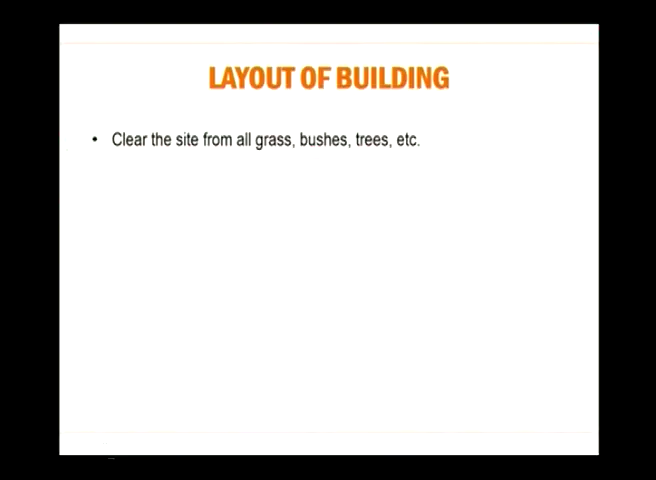 LAYOUT OF BUILDING
• Clear the site from all grass, bushes, trees, etc.